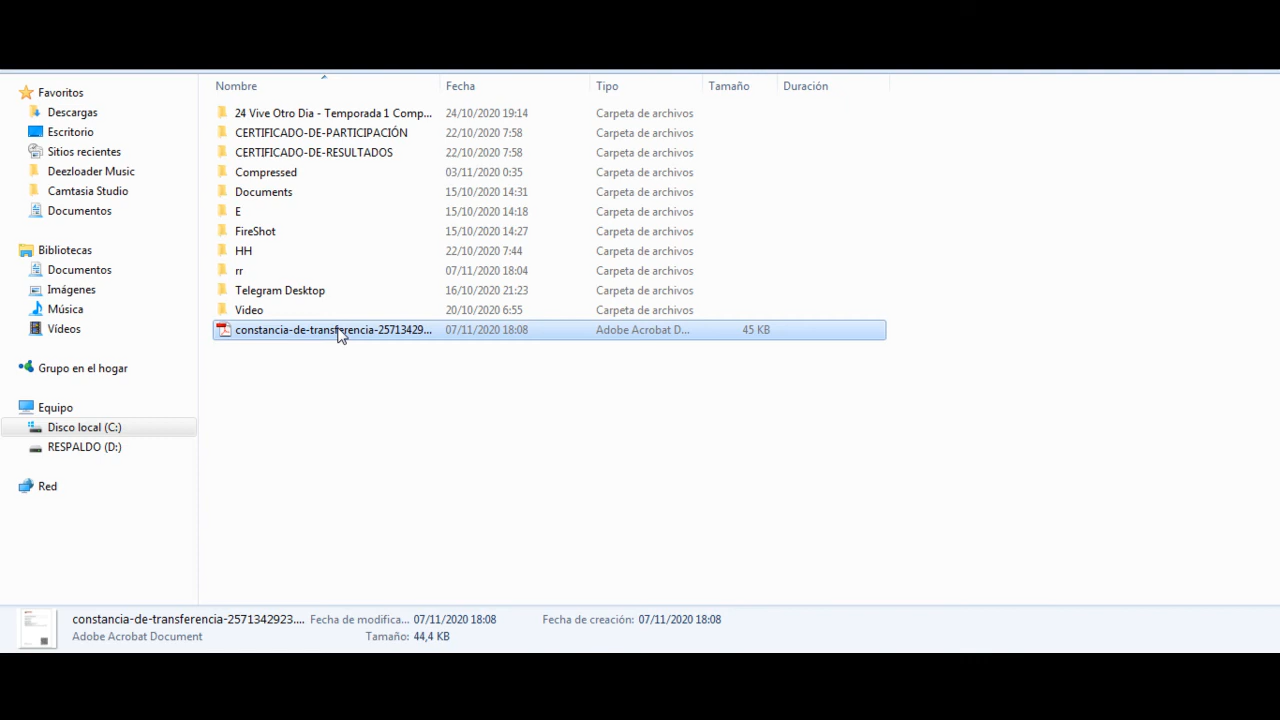 Nombre Fecha Tipo Tamaño Duración
Favoritos
Descargas
Escritorio
Sitios recientes
Deezloader Music
Camtasia Studio
Documentos
Bibliotecas
Documentos
Imágenes
Música
Vídeos
Grupo en el hogar
Equipo
Disco local (C:)
RESPALDO (D:)
Red
24 Vive Otro Dia - Temporada 1 Comp... 24/10/2020 19:14 Carpeta de archivos
CERTIFICADO-DE-PARTICIPACIÓN 22/10/2020 7:58 Carpeta de archivos
CERTIFICADO-DE-RESULTADOS 22/10/2020 7:58 Carpeta de archivos
Compressed 03/11/2020 0:35 Carpeta de archivos
Documents 15/10/2020 14:31 Carpeta de archivos
E 15/10/2020 14:18 Carpeta de archivos
FireShot 15/10/2020 14:27 Carpeta de archivos
HH 22/10/2020 7:44 Carpeta de archivos
rr 07/11/2020 18:04 Carpeta de archivos
Telegram Desktop 16/10/2020 21:23 Carpeta de archivos
Video 20/10/2020 6:55 Carpeta de archivos
constancia-de-transferencia-25713429... 07/11/2020 18:08 Adobe Acrobat D... 45 KB
constancia-de-transferencia-2571342923.... Fecha de modifica... 07/11/2020 18:08 Fecha de creación: 07/11/2020 18:08
Adobe Acrobat Document Tamaño: 44,4 KB